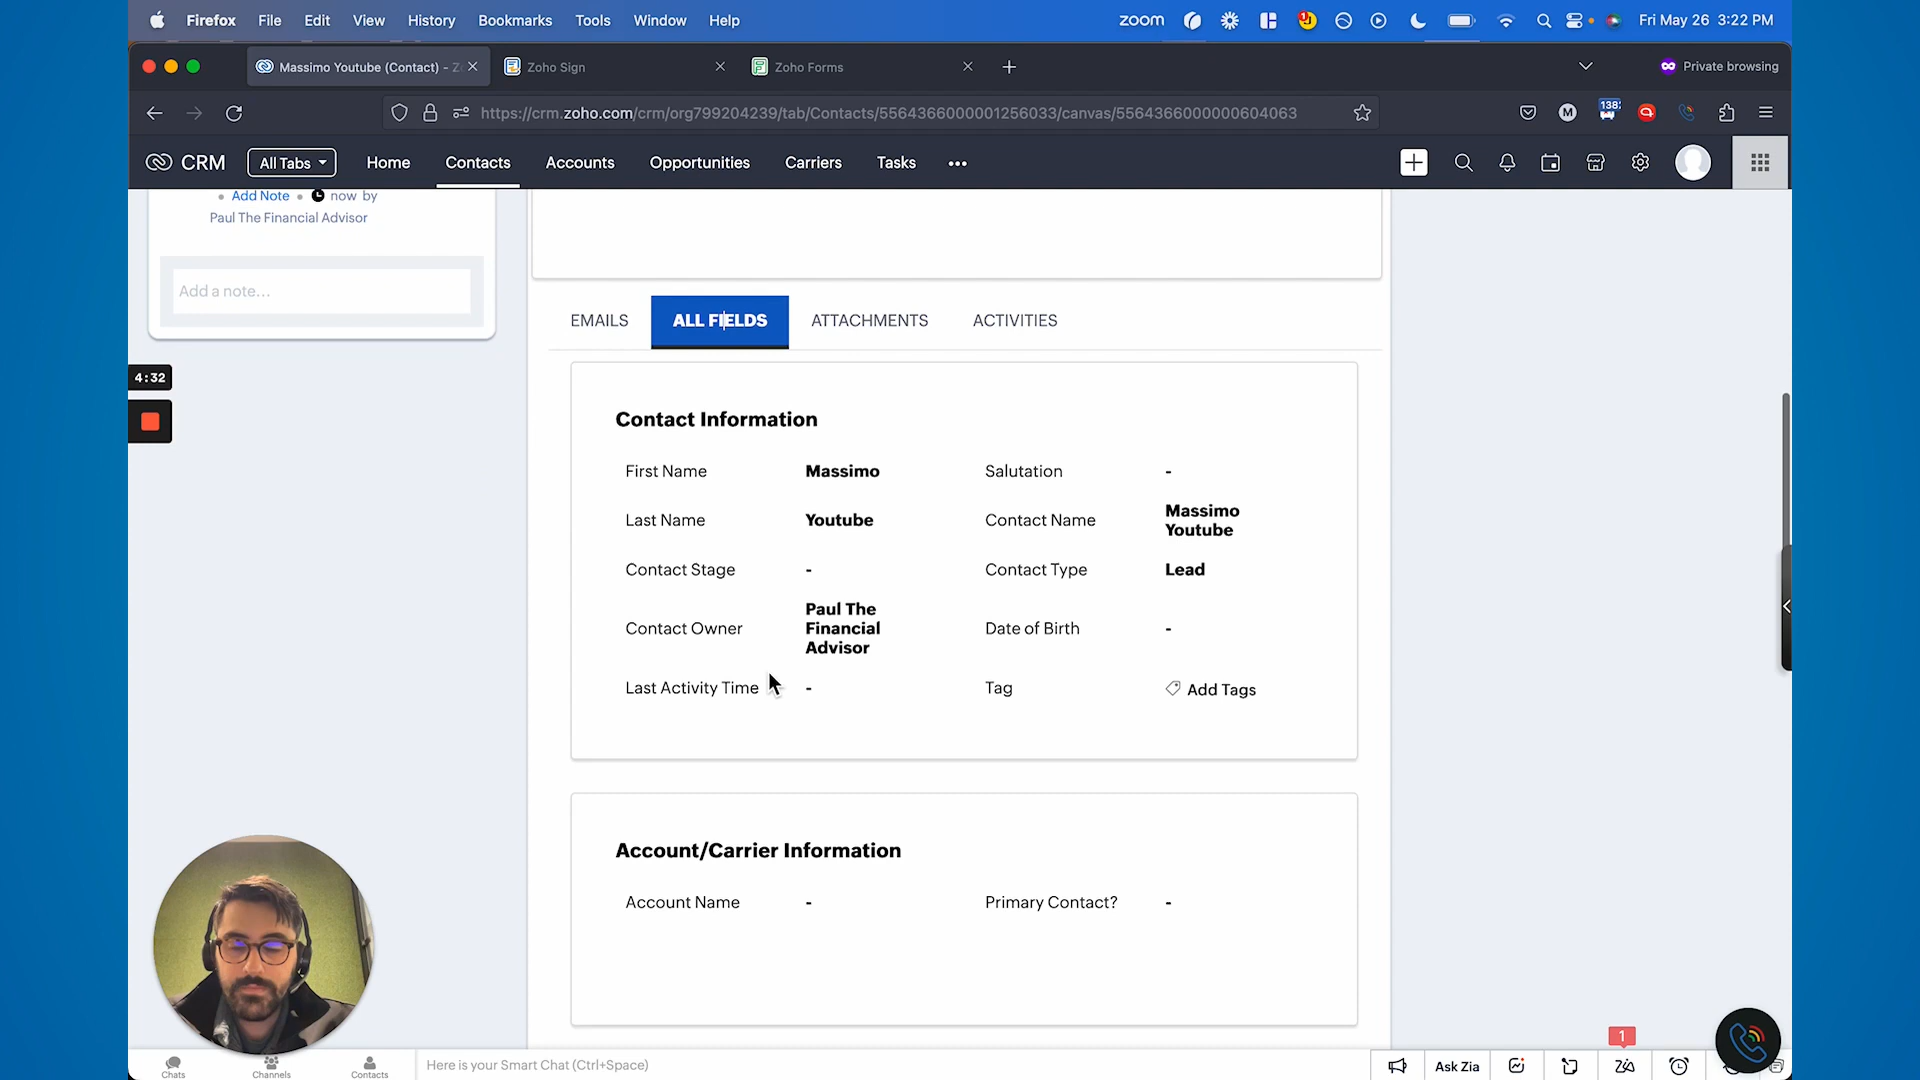 Firefox File Edit View History Bookmarks Tools Window Help
zoom Fri May 26 3:22 PM
Massimo Youtube (Contact) - Z
Zoho Sign
Zoho Forms
Private browsing
https://crm.zoho.com/crm/org799204239/tab/Contacts/5564366000001256033/canvas/5564366000000604063
M
138
CRM All Tabs Home Contacts Accounts Opportunities Carriers Tasks
Add Note now by
Paul The Financial Advisor
Add a note...
4:32
EMAILS ALL FIELDS ATTACHMENTS ACTIVITIES
Contact Information
First Name Massimo Salutation -
Last Name Youtube Contact Name Massimo Youtube
Contact Stage - Contact Type Lead
Contact Owner Paul The Financial Advisor Date of Birth -
Last Activity Time - Tag Add Tags
Account/Carrier Information
Account Name - Primary Contact? -
1
Chats Channels Contacts
Here is your Smart Chat (Ctrl+Space)
Ask Zia